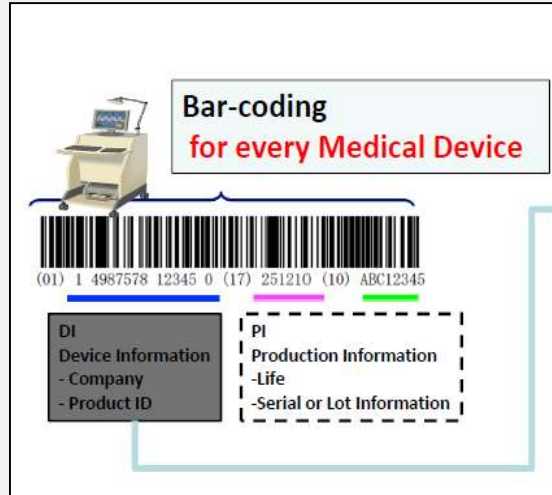 Bar-coding
for every Medical Device
(01) 1 4987578 12345 0 (17) 251210 (10) ABC12345
DI
Device Information
- Company
- Product ID
PI
Production Information
-Life
-Serial or Lot Information